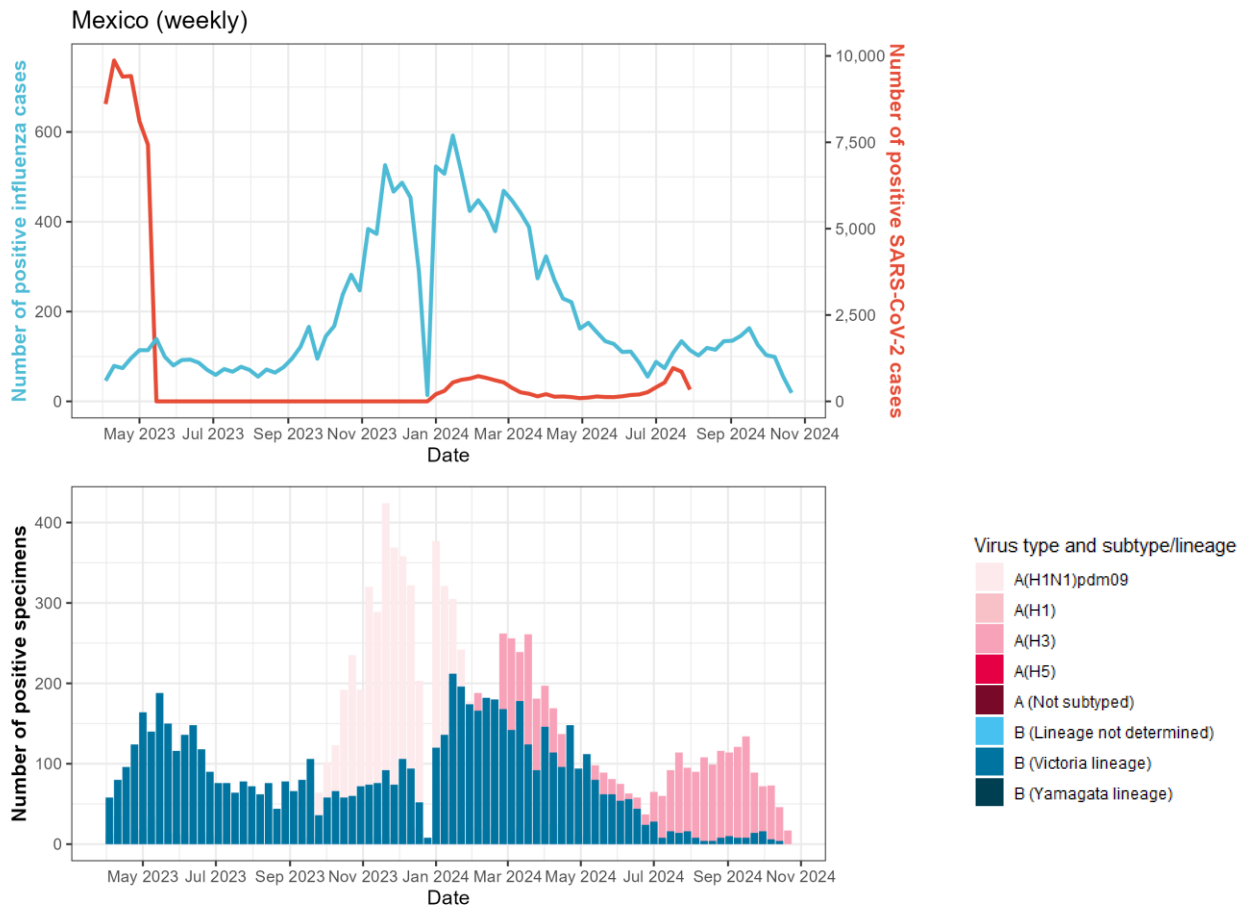 Mexico (weekly)
Number of positive influenza cases
600
400
200
0
10,000
7,500
5,000
2,500
0
Number of positive SARS-CoV-2 cases
May 2023 Jul 2023 Sep 2023 Nov 2023 Jan 2024 Mar 2024 May 2024 Jul 2024 Sep 2024 Nov 2024
Date
Number of positive specimens
400
300
200
100
0
May 2023 Jul 2023 Sep 2023 Nov 2023 Jan 2024 Mar 2024 May 2024 Jul 2024 Sep 2024 Nov 2024
Date
Virus type and subtype/lineage
A(H1N1)pdm09
A(H1)
A(H3)
A(H5)
A (Not subtyped)
B (Lineage not determined)
B (Victoria lineage)
B (Yamagata lineage)